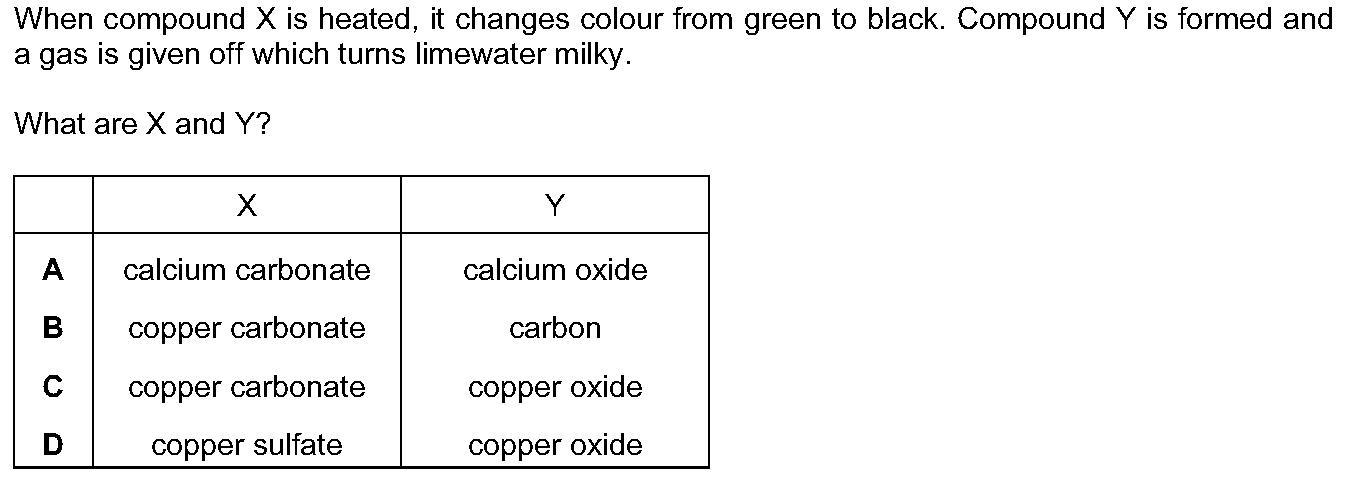 When compound X is heated, it changes colour from green to black. Compound Y is formed and
a gas is given off which turns limewater milky.
What are X and Y?
X Y
A calcium carbonate calcium oxide
B copper carbonate carbon
C copper carbonate copper oxide
D copper sulfate copper oxide